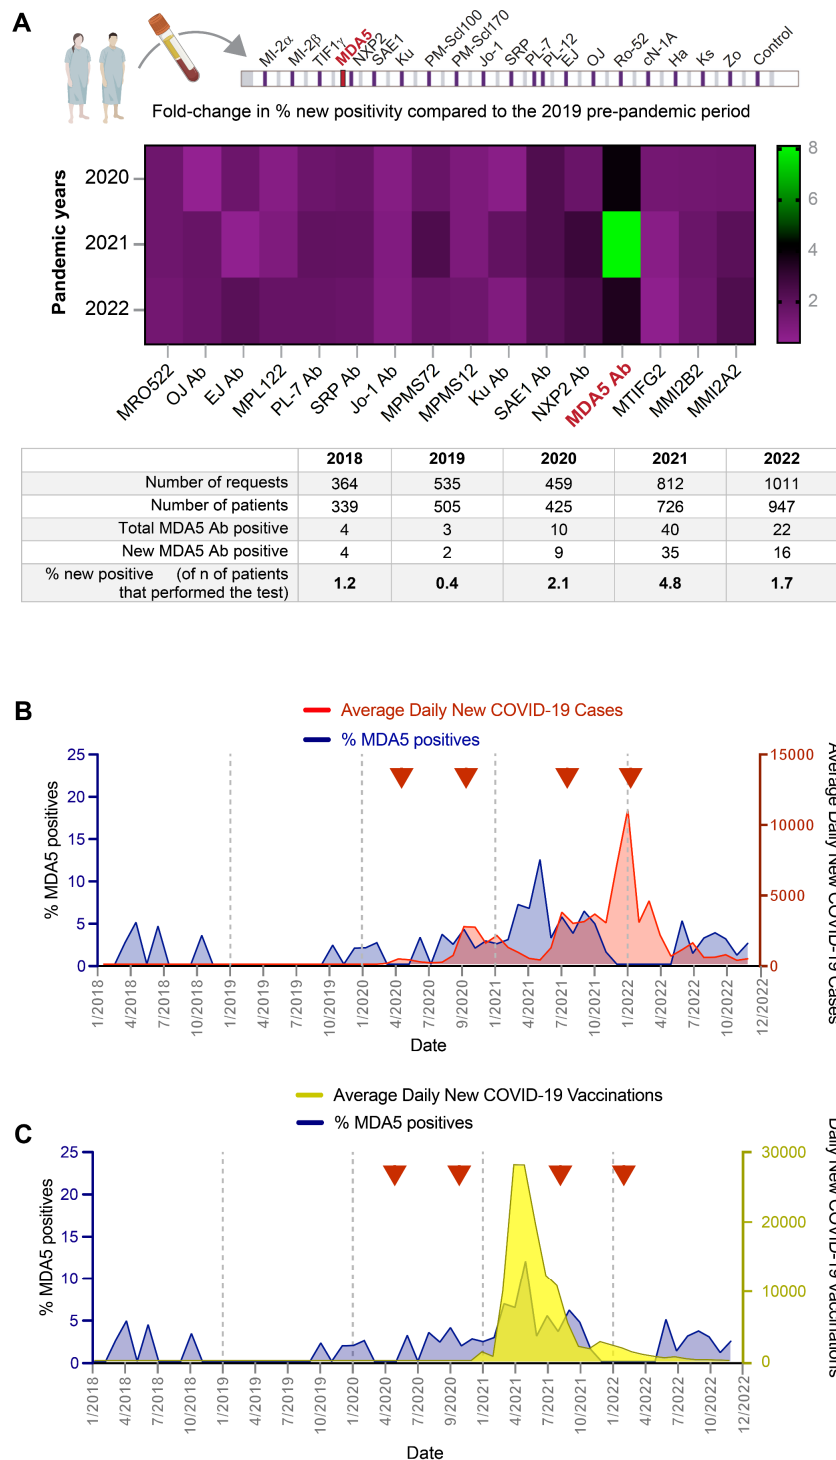 A
MI-2α MI-2β TIF1γ MDA5 NXP2 SAE1 Ku PM-Scl100 PM-Scl170 Jo-1 SRP PL-7 PL-12 EJ OJ Ro-52 cN-1A Ha Ks Zo Control
Fold-change in % new positivity compared to the 2019 pre-pandemic period
Pandemic years
2020
2021
2022
8
6
4
2
MRO522 OJ Ab EJ Ab MPL122 PL-7 Ab SRP Ab Jo-1 Ab MPMS72 MPMS12 Ku Ab SAE1 Ab NXP2 Ab MDA5 Ab MTIFG2 MMI2B2 MMI2A2
2018 2019 2020 2021 2022
Number of requests 364 535 459 812 1011
Number of patients 339 505 425 726 947
Total MDA5 Ab positive 4 3 10 40 22
New MDA5 Ab positive 4 2 9 35 16
% new positive (of n of patients
that performed the test) 1.2 0.4 2.1 4.8 1.7
B
Average Daily New COVID-19 Cases
% MDA5 positives
% MDA5 positives
25
20
15
10
5
0
15000
10000
5000
0
Average Daily New COVID-19 Cases
1/2018 4/2018 7/2018 10/2018 1/2019 4/2019 7/2019 10/2019 1/2020 4/2020 7/2020 9/2020 1/2021 4/2021 7/2021 10/2021 1/2022 4/2022 7/2022 10/2022 12/2022
Date
C
Average Daily New COVID-19 Vaccinations
% MDA5 positives
% MDA5 positives
25
20
15
10
5
0
30000
20000
10000
0
Daily New COVID-19 Vaccinations
1/2018 4/2018 7/2018 10/2018 1/2019 4/2019 7/2019 10/2019 1/2020 4/2020 7/2020 9/2020 1/2021 4/2021 7/2021 10/2021 1/2022 4/2022 7/2022 10/2022 12/2022
Date